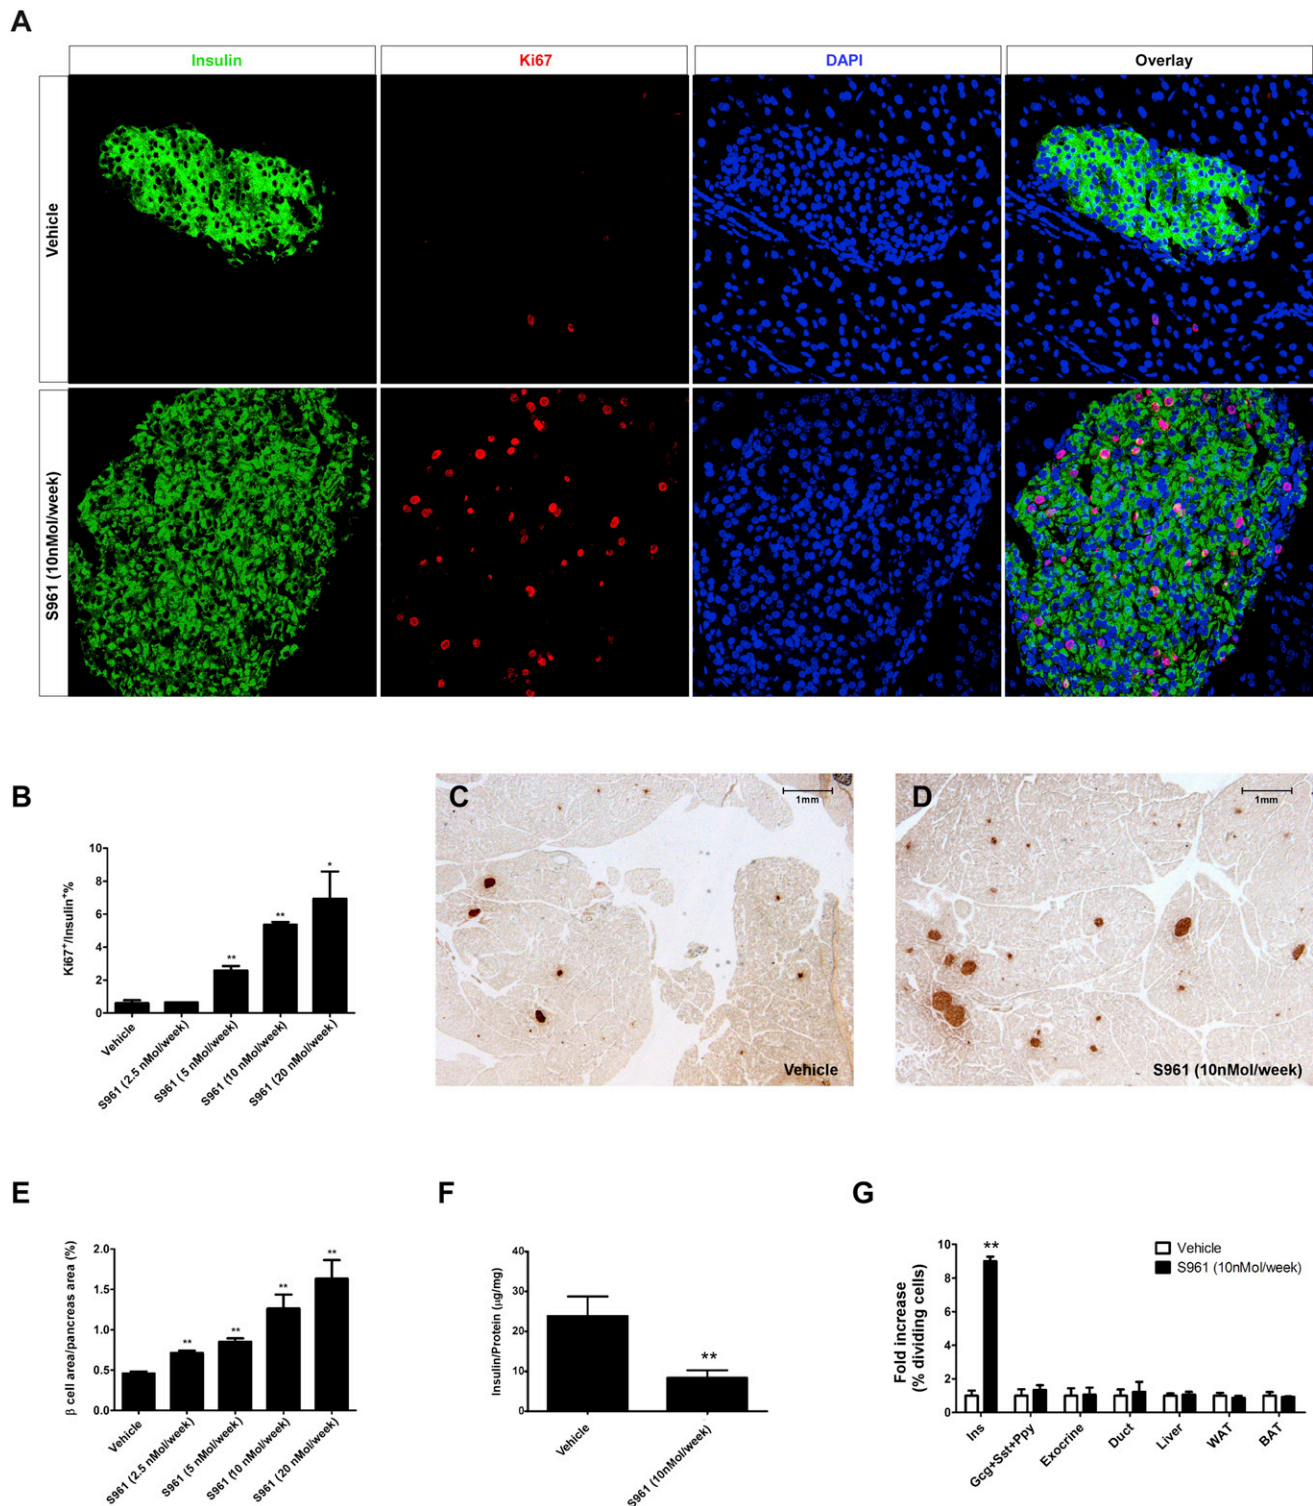 A
Insulin
Ki67
DAPI
Overlay
Vehicle
S961 (10nMol/week)
B
Ki67⁺/Insulin⁺%
10
8
6
4
2
0
Vehicle
S961 (2.5 nMol/week)
S961 (5 nMol/week)
S961 (10 nMol/week)
S961 (20 nMol/week)
**
**
*
C
1mm
Vehicle
D
1mm
S961 (10nMol/week)
E
β cell area/pancreas area (%)
2.0
1.5
1.0
0.5
0.0
**
**
**
**
Vehicle
S961 (2.5 nMol/week)
S961 (5 nMol/week)
S961 (10 nMol/week)
S961 (20 nMol/week)
F
Insulin/Protein (µg/mg)
40
30
20
10
0
**
Vehicle
S961 (10nMol/week)
G
Fold increase
(% dividing cells)
10
8
6
4
2
0
**
Vehicle
S961 (10nMol/week)
Ins
Gcg+Sst+Ppy
Exocrine
Duct
Liver
WAT
BAT